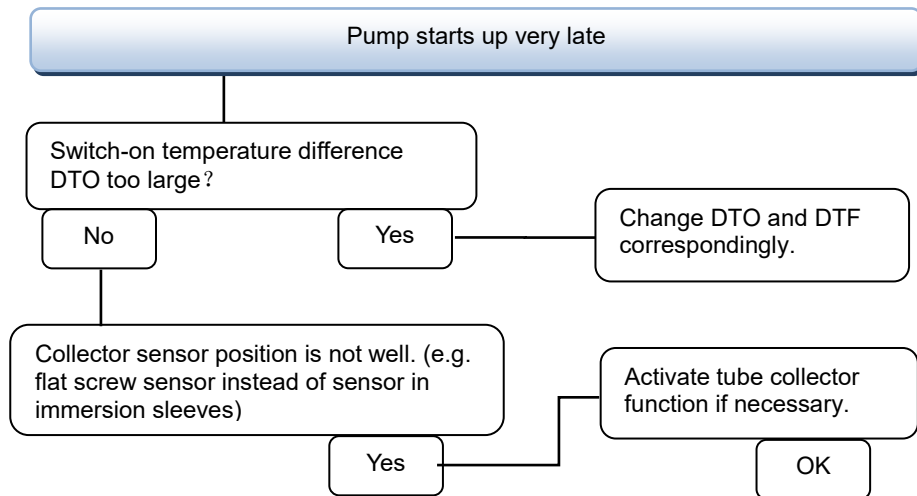 Pump starts up very late
Switch-on temperature difference
DTO too large？
No
Yes
Change DTO and DTF
correspondingly.
Collector sensor position is not well. (e.g.
flat screw sensor instead of sensor in
immersion sleeves)
Activate tube collector
function if necessary.
Yes
OK